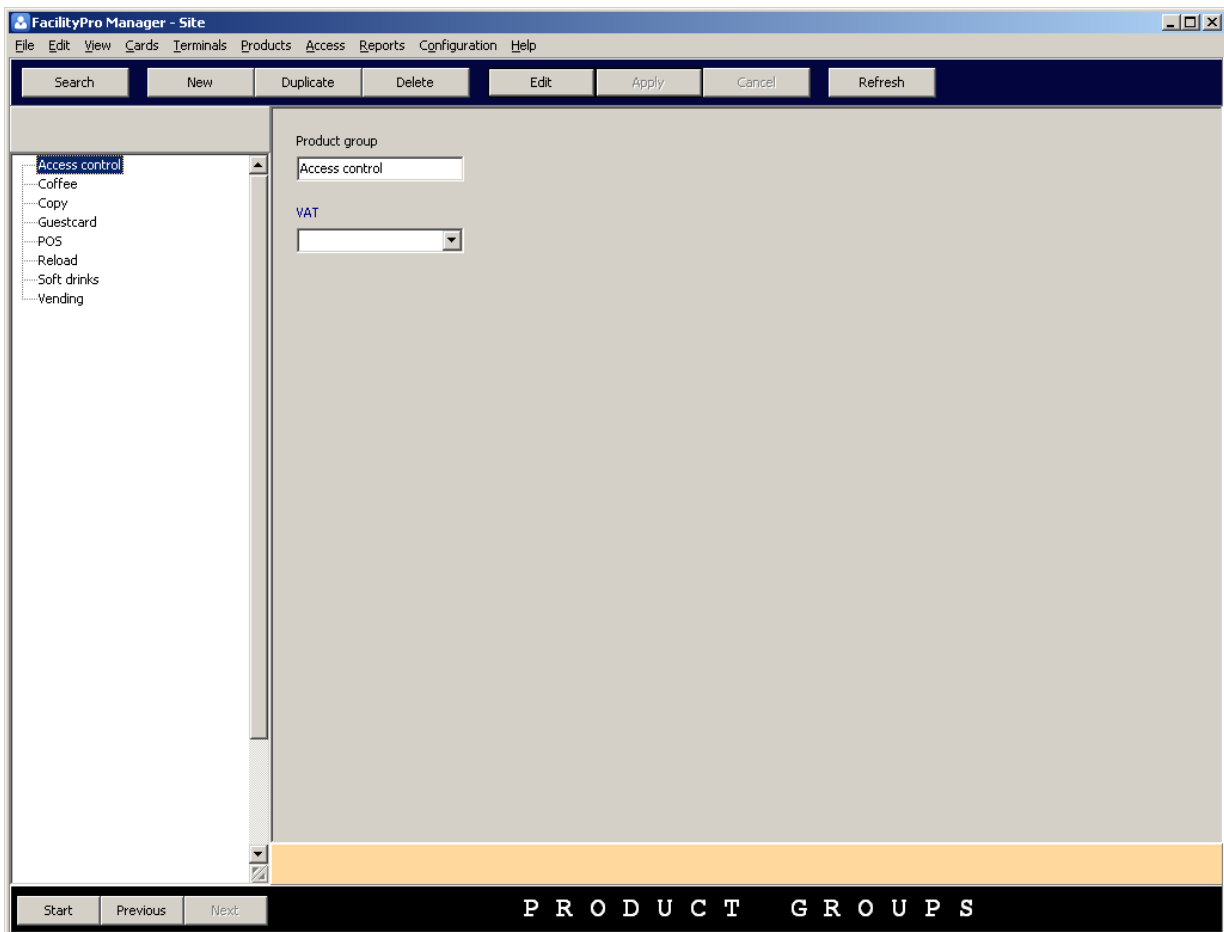 FacilityPro Manager - Site
File Edit View Cards Terminals Products Access Reports Configuration Help
Search New Duplicate Delete Edit Apply Cancel Refresh
Product group
Access control
VAT
Access control
Coffee
Copy
Guestcard
POS
Reload
Soft drinks
Vending
Start Previous Next
PRODUCT GROUPS